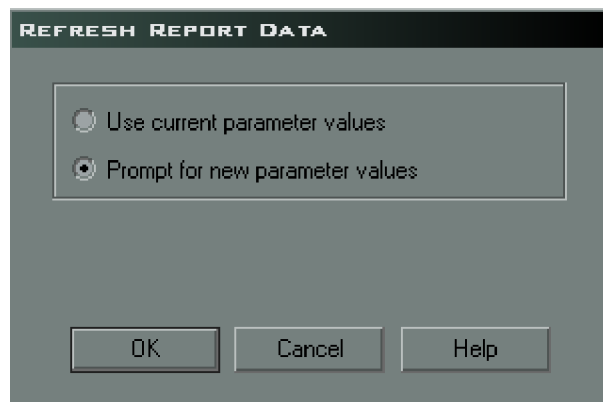 Refresh Report Data
Use current parameter values
Prompt for new parameter values
OK Cancel Help